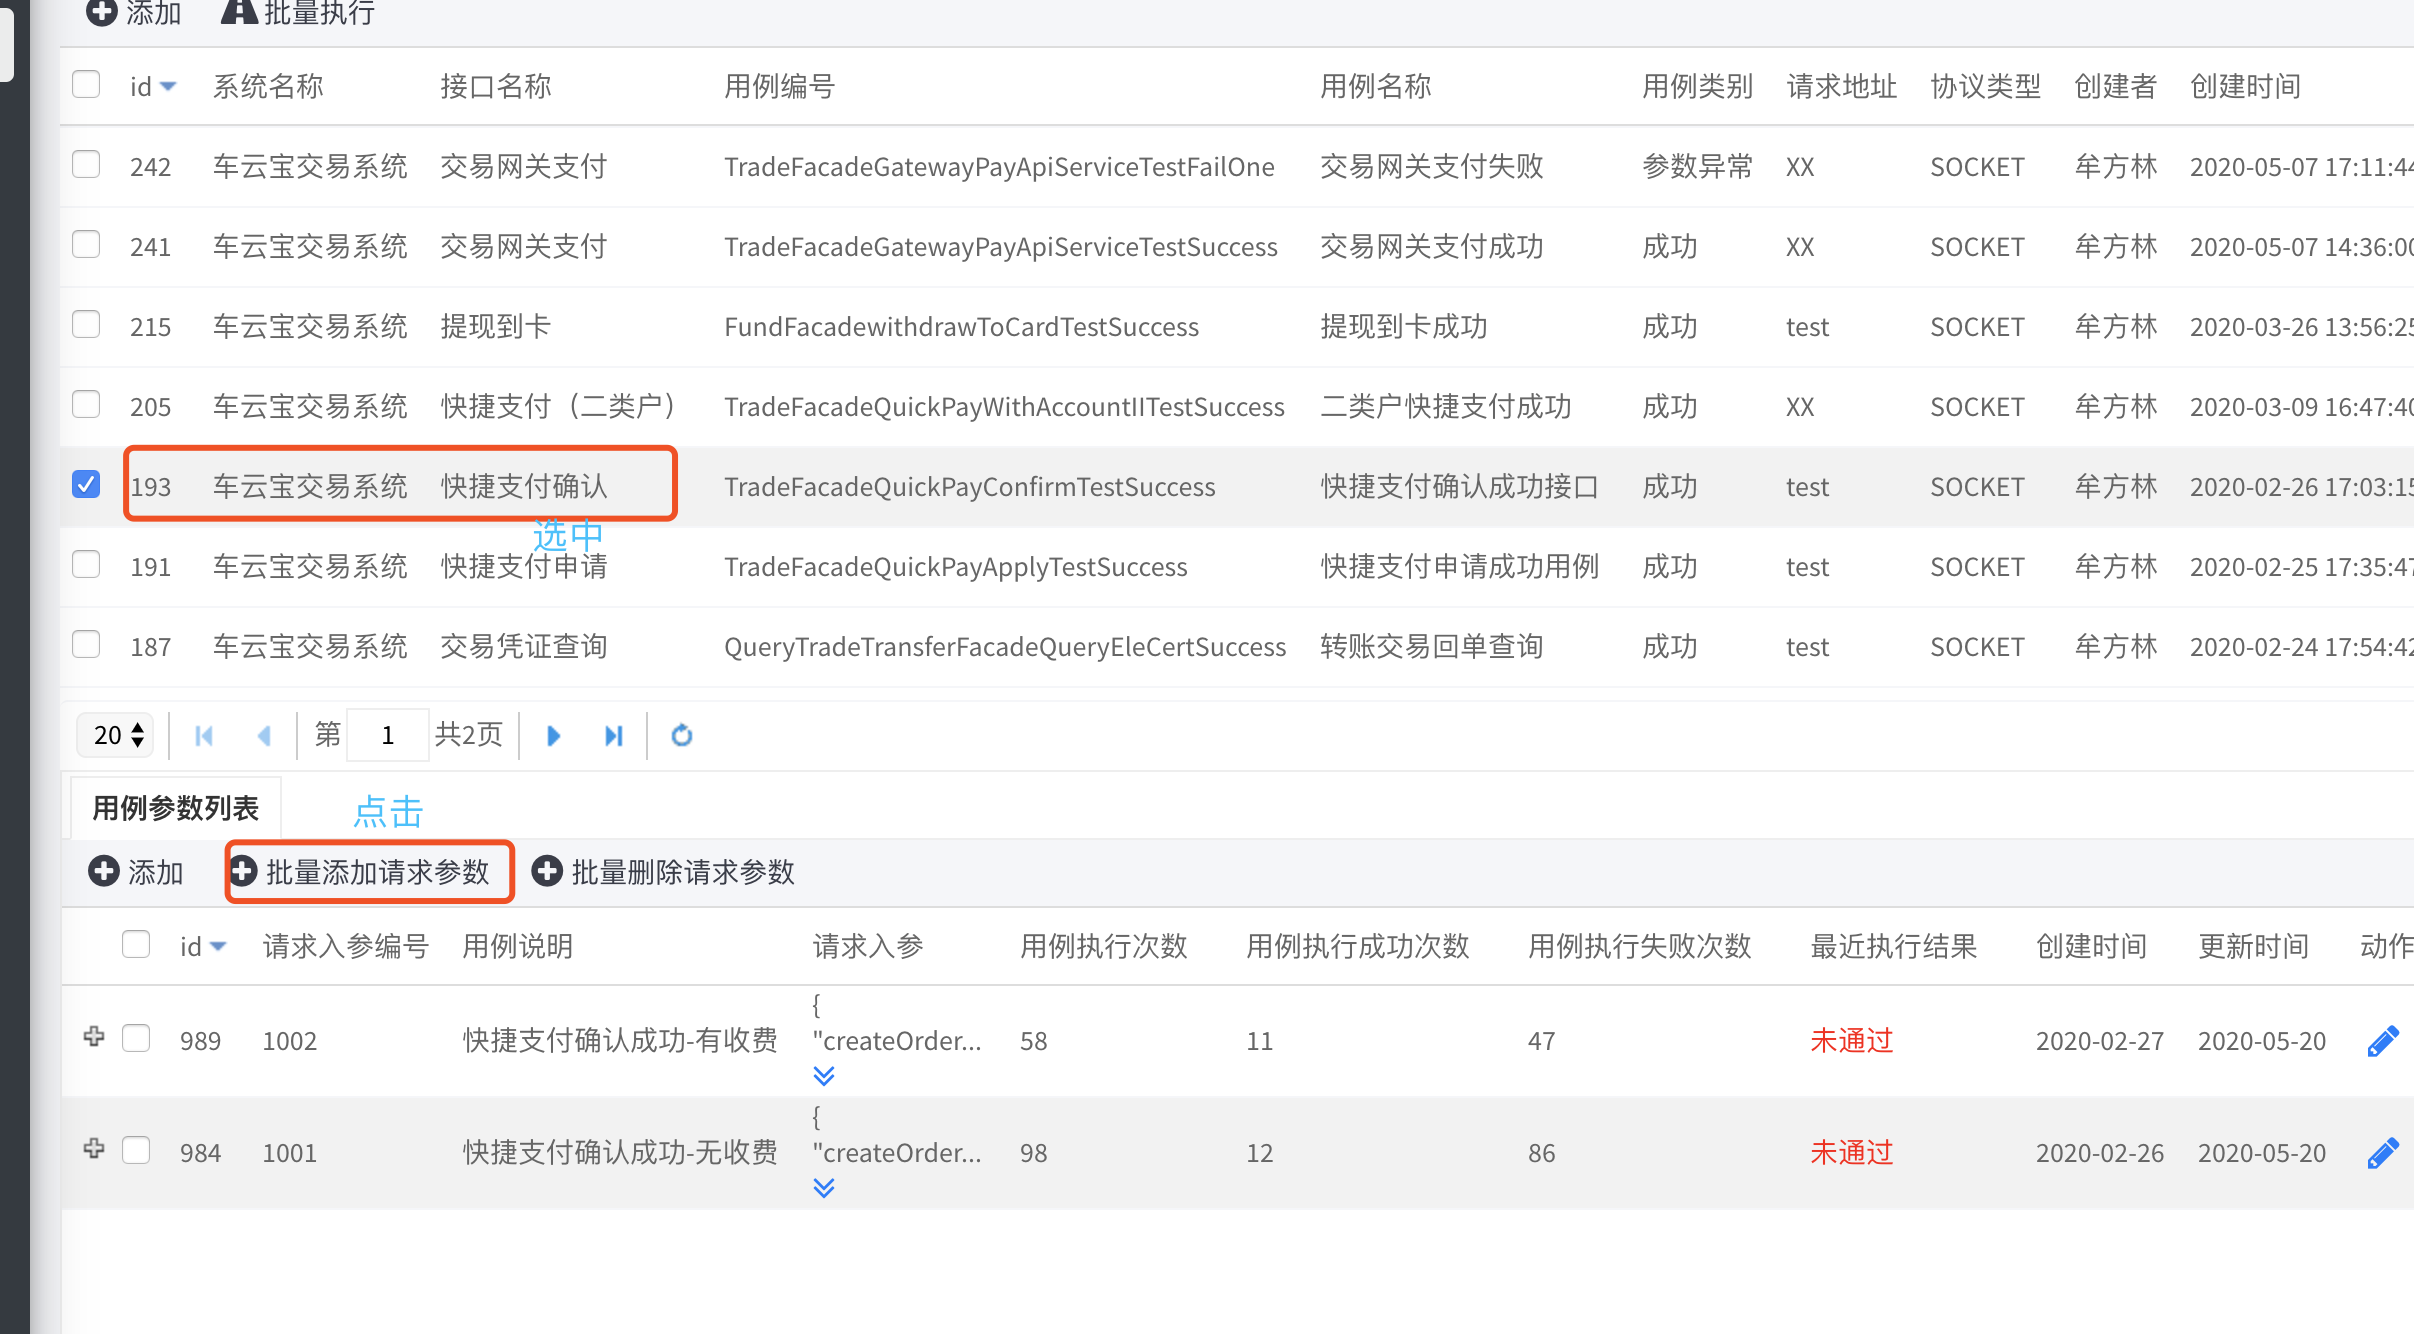 添加 批量执行
id 系统名称 接口名称 用例编号 用例名称 用例类别 请求地址 协议类型 创建者 创建时间
242 车云宝交易系统 交易网关支付 TradeFacadeGatewayPayApiServiceTestFailOne 交易网关支付失败 参数异常 XX SOCKET 牟方林 2020-05-07 17:11:44
241 车云宝交易系统 交易网关支付 TradeFacadeGatewayPayApiServiceTestSuccess 交易网关支付成功 成功 XX SOCKET 牟方林 2020-05-07 14:36:00
215 车云宝交易系统 提现到卡 FundFacadewithdrawToCardTestSuccess 提现到卡成功 成功 test SOCKET 牟方林 2020-03-26 13:56:25
205 车云宝交易系统 快捷支付（二类户） TradeFacadeQuickPayWithAccountIITestSuccess 二类户快捷支付成功 成功 XX SOCKET 牟方林 2020-03-09 16:47:40
193 车云宝交易系统 快捷支付确认 TradeFacadeQuickPayConfirmTestSuccess 快捷支付确认成功接口 成功 test SOCKET 牟方林 2020-02-26 17:03:15
选中
191 车云宝交易系统 快捷支付申请 TradeFacadeQuickPayApplyTestSuccess 快捷支付申请成功用例 成功 test SOCKET 牟方林 2020-02-25 17:35:47
187 车云宝交易系统 交易凭证查询 QueryTradeTransferFacadeQueryEleCertSuccess 转账交易回单查询 成功 test SOCKET 牟方林 2020-02-24 17:54:42
20 第 1 共2页
用例参数列表 点击
添加 批量添加请求参数 批量删除请求参数
id 请求入参编号 用例说明 请求入参 用例执行次数 用例执行成功次数 用例执行失败次数 最近执行结果 创建时间 更新时间 动作
{
989 1002 快捷支付确认成功-有收费 "createOrder... 58 11 47 未通过 2020-02-27 2020-05-20
{
984 1001 快捷支付确认成功-无收费 "createOrder... 98 12 86 未通过 2020-02-26 2020-05-20